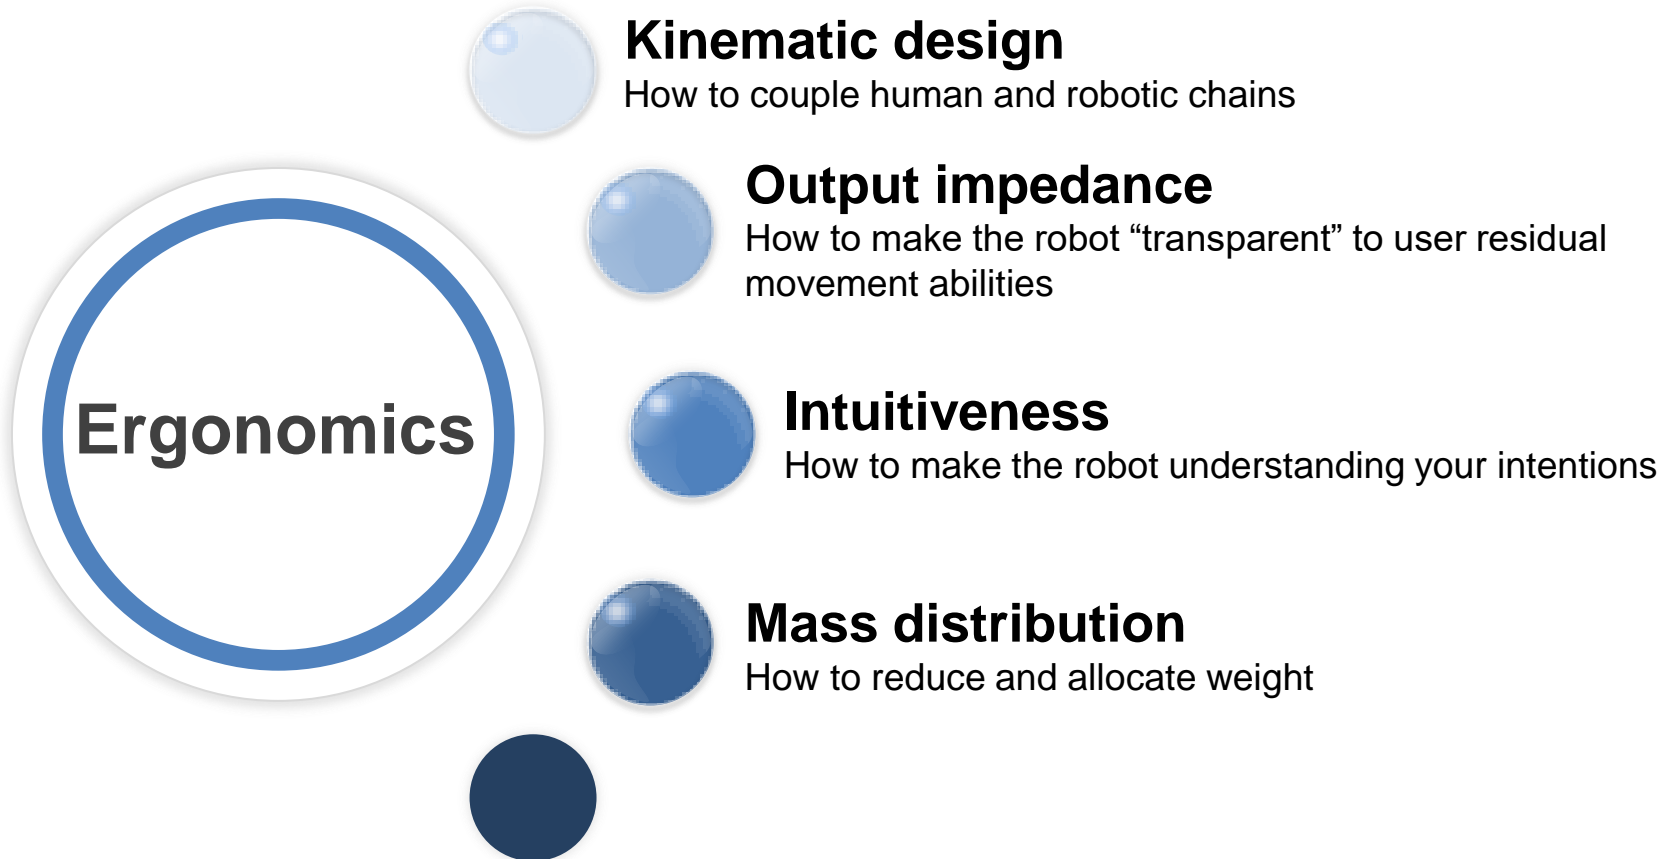 Kinematic design
How to couple human and robotic chains
Output impedance
How to make the robot “transparent” to user residual
movement abilities
Ergonomics
Intuitiveness
How to make the robot understanding your intentions
Mass distribution
How to reduce and allocate weight